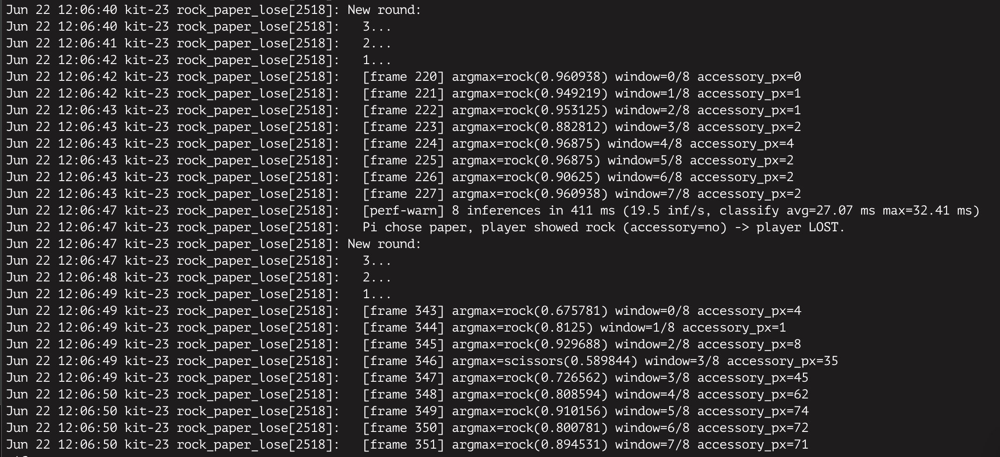 Jun 22 12:06:40 kit-23 rock_paper_lose[2518]: New round:
Jun 22 12:06:40 kit-23 rock_paper_lose[2518]:   3...
Jun 22 12:06:41 kit-23 rock_paper_lose[2518]:   2...
Jun 22 12:06:42 kit-23 rock_paper_lose[2518]:   1...
Jun 22 12:06:42 kit-23 rock_paper_lose[2518]:   [frame 220] argmax=rock(0.960938) window=0/8 accessory_px=0
Jun 22 12:06:42 kit-23 rock_paper_lose[2518]:   [frame 221] argmax=rock(0.949219) window=1/8 accessory_px=1
Jun 22 12:06:43 kit-23 rock_paper_lose[2518]:   [frame 222] argmax=rock(0.953125) window=2/8 accessory_px=1
Jun 22 12:06:43 kit-23 rock_paper_lose[2518]:   [frame 223] argmax=rock(0.882812) window=3/8 accessory_px=2
Jun 22 12:06:43 kit-23 rock_paper_lose[2518]:   [frame 224] argmax=rock(0.96875) window=4/8 accessory_px=4
Jun 22 12:06:43 kit-23 rock_paper_lose[2518]:   [frame 225] argmax=rock(0.96875) window=5/8 accessory_px=2
Jun 22 12:06:43 kit-23 rock_paper_lose[2518]:   [frame 226] argmax=rock(0.90625) window=6/8 accessory_px=2
Jun 22 12:06:43 kit-23 rock_paper_lose[2518]:   [frame 227] argmax=rock(0.960938) window=7/8 accessory_px=2
Jun 22 12:06:47 kit-23 rock_paper_lose[2518]:   [perf-warn] 8 inferences in 411 ms (19.5 inf/s, classify avg=27.07 ms max=32.41 ms)
Jun 22 12:06:47 kit-23 rock_paper_lose[2518]:   Pi chose paper, player showed rock (accessory=no) -> player LOST.
Jun 22 12:06:47 kit-23 rock_paper_lose[2518]: New round:
Jun 22 12:06:47 kit-23 rock_paper_lose[2518]:   3...
Jun 22 12:06:48 kit-23 rock_paper_lose[2518]:   2...
Jun 22 12:06:49 kit-23 rock_paper_lose[2518]:   1...
Jun 22 12:06:49 kit-23 rock_paper_lose[2518]:   [frame 343] argmax=rock(0.675781) window=0/8 accessory_px=4
Jun 22 12:06:49 kit-23 rock_paper_lose[2518]:   [frame 344] argmax=rock(0.8125) window=1/8 accessory_px=1
Jun 22 12:06:49 kit-23 rock_paper_lose[2518]:   [frame 345] argmax=rock(0.929688) window=2/8 accessory_px=8
Jun 22 12:06:49 kit-23 rock_paper_lose[2518]:   [frame 346] argmax=scissors(0.589844) window=3/8 accessory_px=35
Jun 22 12:06:49 kit-23 rock_paper_lose[2518]:   [frame 347] argmax=rock(0.726562) window=3/8 accessory_px=45
Jun 22 12:06:50 kit-23 rock_paper_lose[2518]:   [frame 348] argmax=rock(0.808594) window=4/8 accessory_px=62
Jun 22 12:06:50 kit-23 rock_paper_lose[2518]:   [frame 349] argmax=rock(0.910156) window=5/8 accessory_px=74
Jun 22 12:06:50 kit-23 rock_paper_lose[2518]:   [frame 350] argmax=rock(0.800781) window=6/8 accessory_px=72
Jun 22 12:06:50 kit-23 rock_paper_lose[2518]:   [frame 351] argmax=rock(0.894531) window=7/8 accessory_px=71